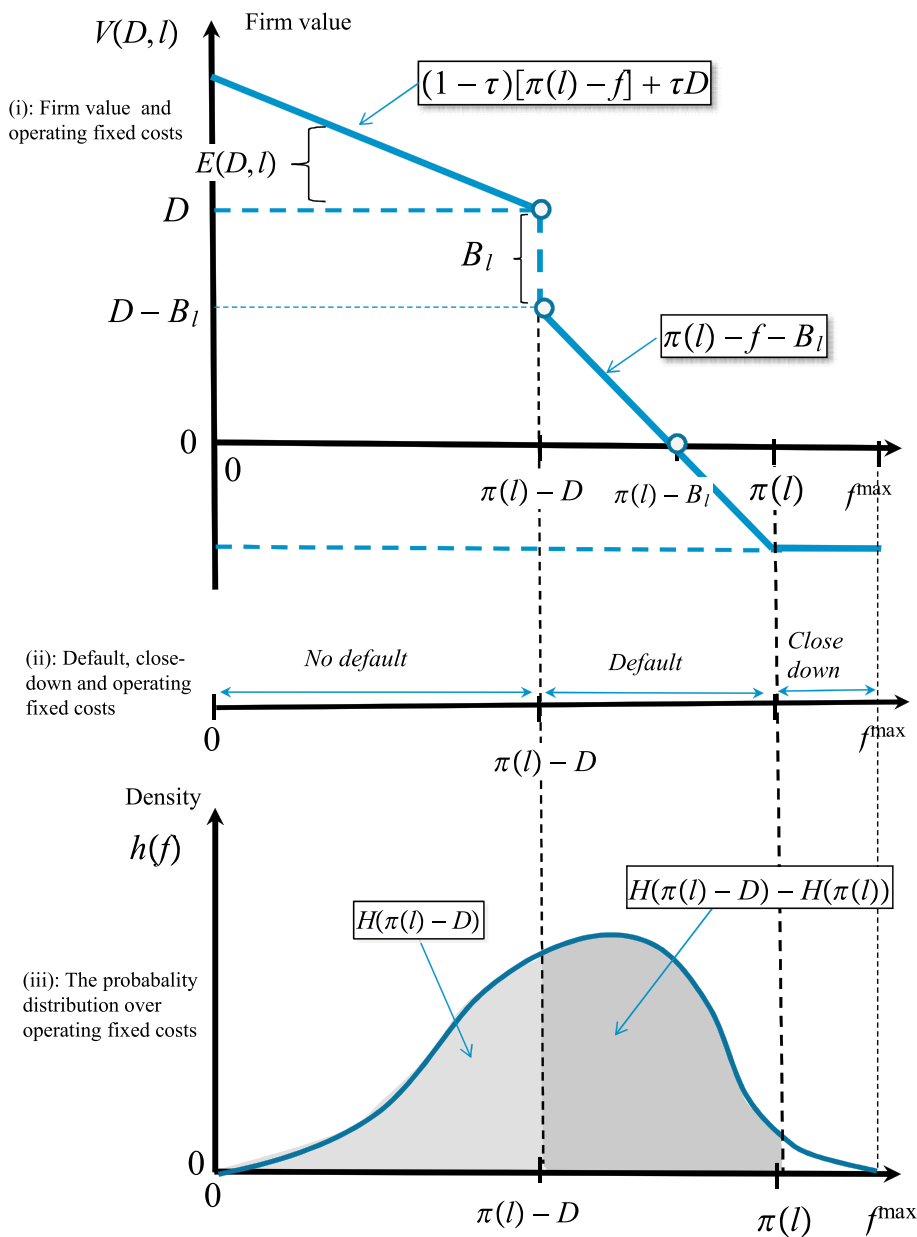 V(D, l)
Firm value
(1 − τ)[π(l) − f] + τD
(i): Firm value and
operating fixed costs
E(D, l)
D
B_l
D − B_l
π(l) − f − B_l
0
0
π(l) − D
π(l) − B_l
π(l)
f^max
(ii): Default, close-
down and operating
fixed costs
No default
Default
Close
down
0
π(l) − D
f^max
Density
h(f)
H(π(l) − D)
H(π(l) − D) − H(π(l))
(iii): The probabality
distribution over
operating fixed costs
0
0
π(l) − D
π(l)
f^max